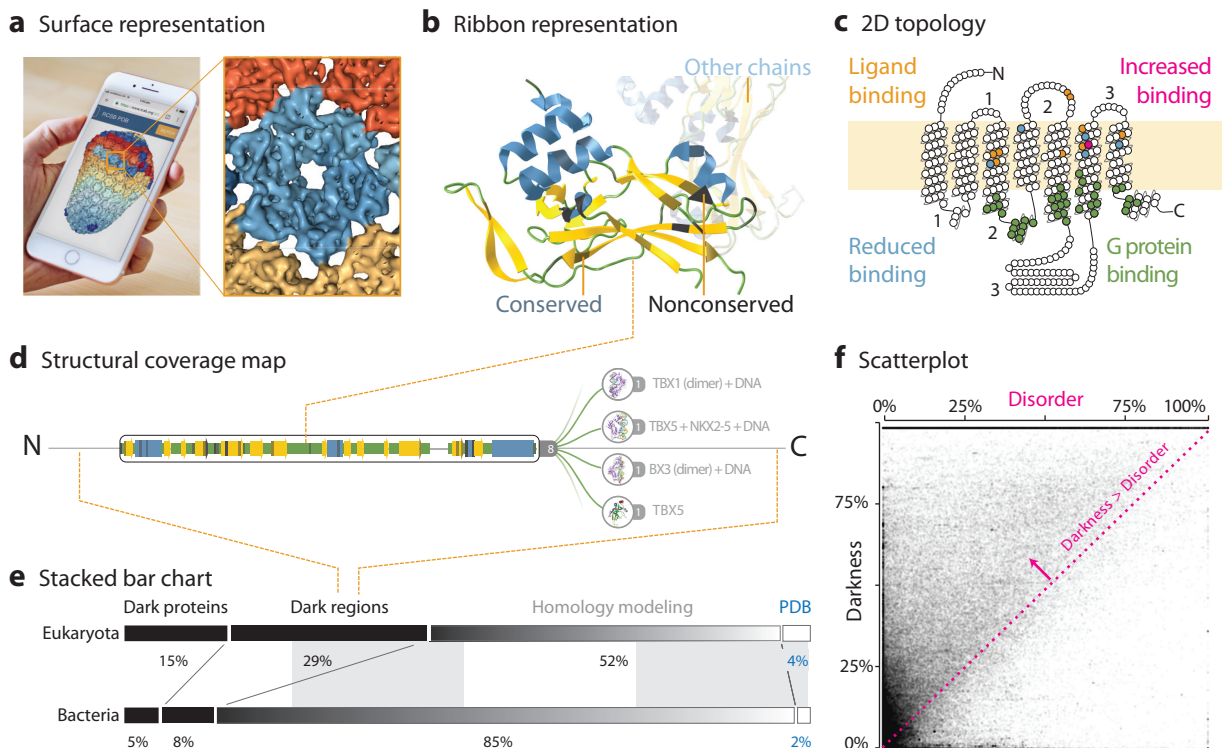 a Surface representation
b Ribbon representation
Other chains
Conserved
Nonconserved
c 2D topology
Ligand
binding
Increased
binding
N
1
2
3
1
2
3
C
Reduced
binding
G protein
binding
d Structural coverage map
N
C
8
1 TBX1 (dimer) + DNA
1 TBX5 + NKX2-5 + DNA
1 BX3 (dimer) + DNA
1 TBX5
e Stacked bar chart
Dark proteins
Dark regions
Homology modeling
PDB
Eukaryota
15%
29%
52%
4%
Bacteria
5%
8%
85%
2%
f Scatterplot
Disorder
0%
25%
75%
100%
Darkness
75%
25%
0%
Darkness > Disorder